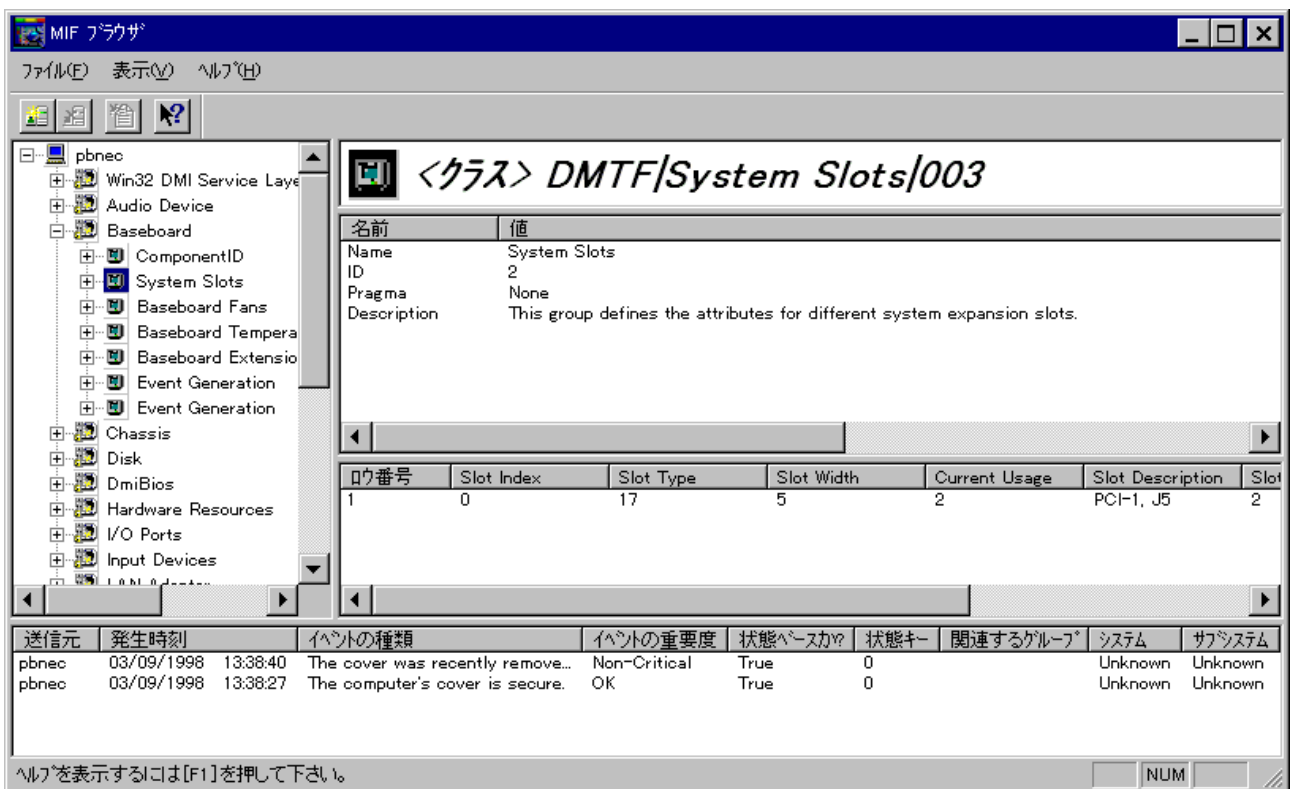 MIF ブラウザ
ファイル(F) 表示(V) ヘルプ(H)
pbnec
Win32 DMI Service Laye
Audio Device
Baseboard
ComponentID
System Slots
Baseboard Fans
Baseboard Tempera
Baseboard Extensio
Event Generation
Event Generation
Chassis
Disk
DmiBios
Hardware Resources
I/O Ports
Input Devices
<クラス> DMTF|System Slots|003
名前 値
Name System Slots
ID 2
Pragma None
Description This group defines the attributes for different system expansion slots.
ロウ番号 Slot Index Slot Type Slot Width Current Usage Slot Description Slot
1 0 17 5 2 PCI-1, J5 2
送信元 発生時刻 イベントの種類 イベントの重要度 状態ベースか? 状態キー 関連するグループ システム サブシステム
pbnec 03/09/1998 13:38:40 The cover was recently remove... Non-Critical True 0 Unknown Unknown
pbnec 03/09/1998 13:38:27 The computer's cover is secure. OK True 0 Unknown Unknown
ヘルプを表示するには[F1]を押して下さい。 NUM